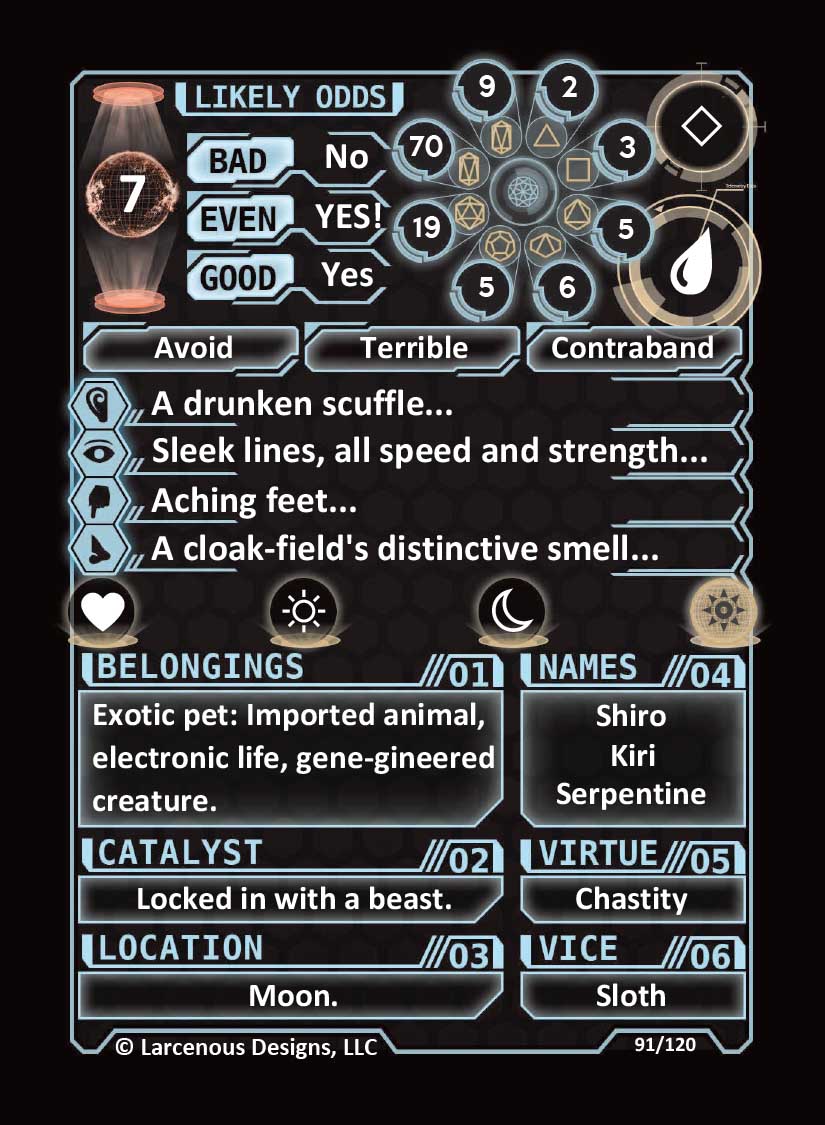 LIKELY ODDS
7
BAD No
EVEN YES!
GOOD Yes
9
2
70
3
19
5
5
6
Avoid Terrible Contraband
A drunken scuffle...
Sleek lines, all speed and strength...
Aching feet...
A cloak-field's distinctive smell...
BELONGINGS ///01
Exotic pet: Imported animal,
electronic life, gene-gineered
creature.
NAMES ///04
Shiro
Kiri
Serpentine
CATALYST ///02
Locked in with a beast.
VIRTUE ///05
Chastity
LOCATION ///03
Moon.
VICE ///06
Sloth
© Larcenous Designs, LLC
91/120